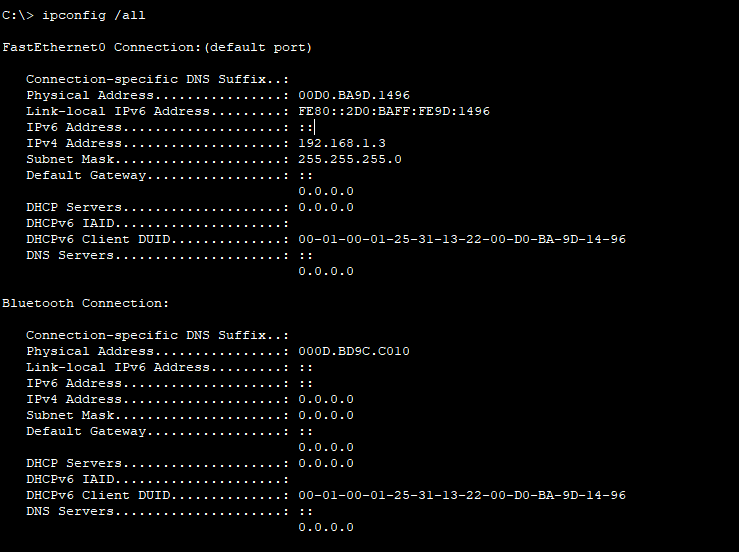 C:\> ipconfig /all
FastEthernet0 Connection:(default port)
Connection-specific DNS Suffix..:
Physical Address................: 00D0.BA9D.1496
Link-local IPv6 Address.........: FE80::2D0:BAFF:FE9D:1496
IPv6 Address....................: ::
IPv4 Address....................: 192.168.1.3
Subnet Mask.....................: 255.255.255.0
Default Gateway.................: ::
0.0.0.0
DHCP Servers....................: 0.0.0.0
DHCPv6 IAID.....................:
DHCPv6 Client DUID..............: 00-01-00-01-25-31-13-22-00-D0-BA-9D-14-96
DNS Servers.....................: ::
0.0.0.0
Bluetooth Connection:
Connection-specific DNS Suffix..:
Physical Address................: 000D.BD9C.C010
Link-local IPv6 Address.........: ::
IPv6 Address....................: ::
IPv4 Address....................: 0.0.0.0
Subnet Mask.....................: 0.0.0.0
Default Gateway.................: ::
0.0.0.0
DHCP Servers....................: 0.0.0.0
DHCPv6 IAID.....................:
DHCPv6 Client DUID..............: 00-01-00-01-25-31-13-22-00-D0-BA-9D-14-96
DNS Servers.....................: ::
0.0.0.0